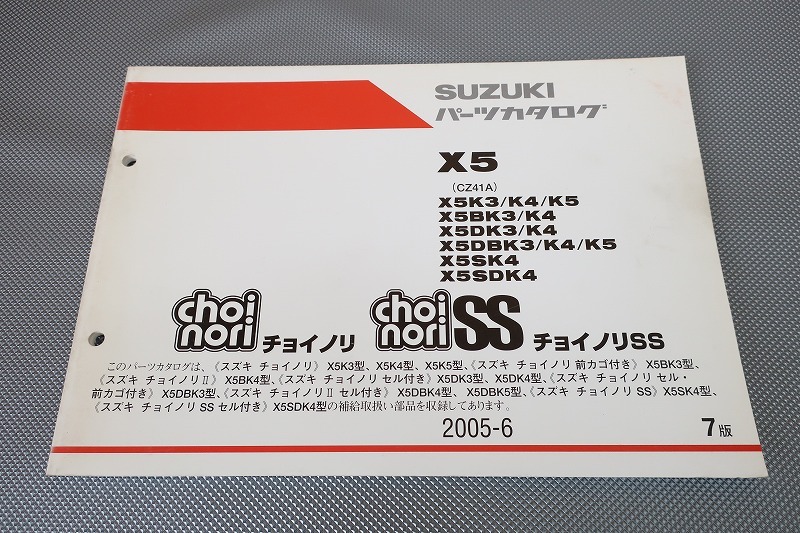 SUZUKI
パーツカタログ
X5
(CZ41A)
X5K3/K4/K5
X5BK3/K4
X5DK3/K4
X5DBK3/K4/K5
X5SK4
X5SDK4
choi nori チョイノリ choi nori SS チョイノリSS
このパーツカタログは、《スズキ チョイノリ》X5K3型、X5K4型、X5K5型、《スズキ チョイノリ 前カゴ付き》X5BK3型、
《スズキ チョイノリⅡ》X5BK4型、《スズキ チョイノリ セル付き》X5DK3型、X5DK4型、《スズキ チョイノリ セル・
前カゴ付き》X5DBK3型、《スズキ チョイノリⅡ セル付き》X5DBK4型、X5DBK5型、《スズキ チョイノリ SS》X5SK4型、
《スズキ チョイノリ SS セル付き》X5SDK4型の補給取扱い部品を収録してあります。
2005-6 7版